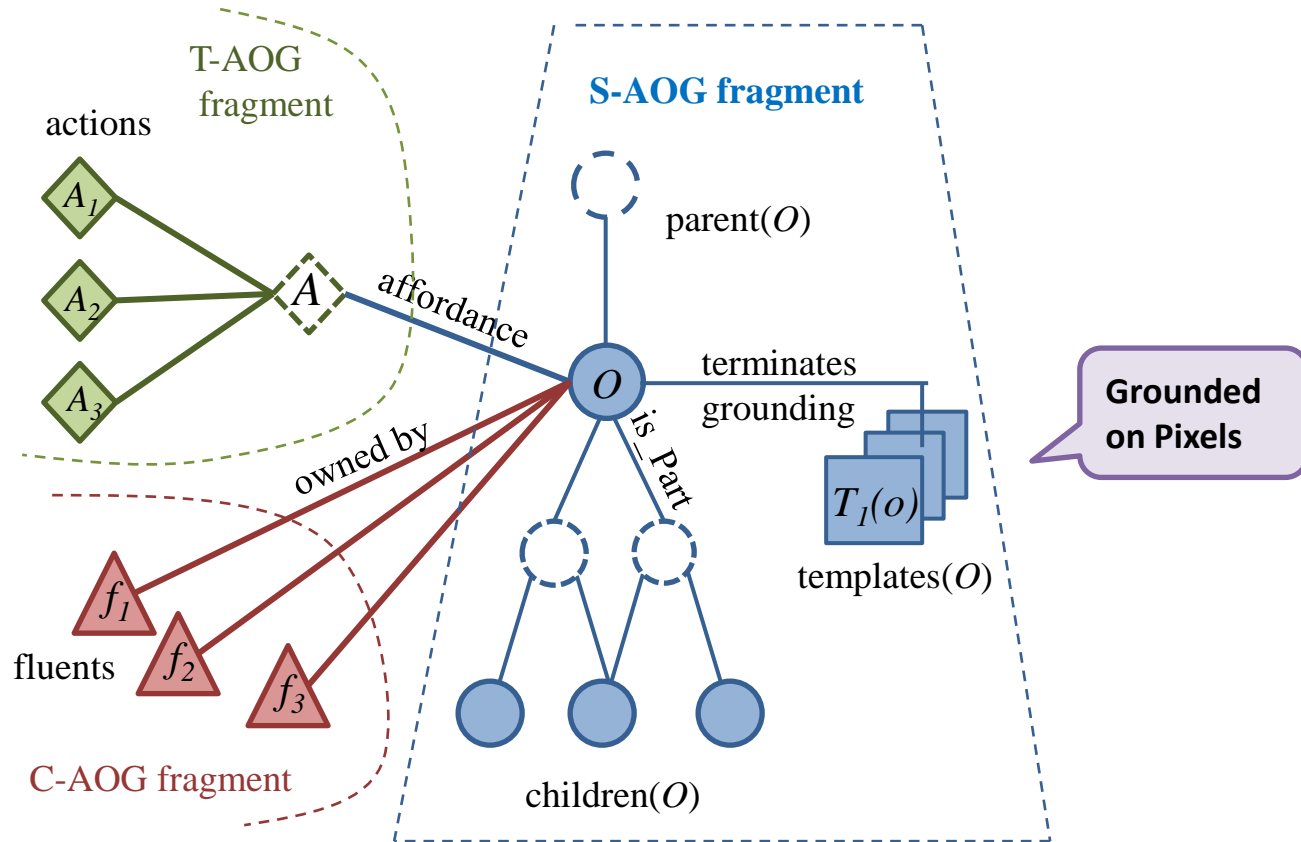 T-AOG
fragment
actions
A1
A2
A3
A
affordance
S-AOG fragment
parent(O)
O
terminates
grounding
is_Part
owned by
T1(o)
templates(O)
Grounded
on Pixels
f1
f2
f3
fluents
C-AOG fragment
children(O)